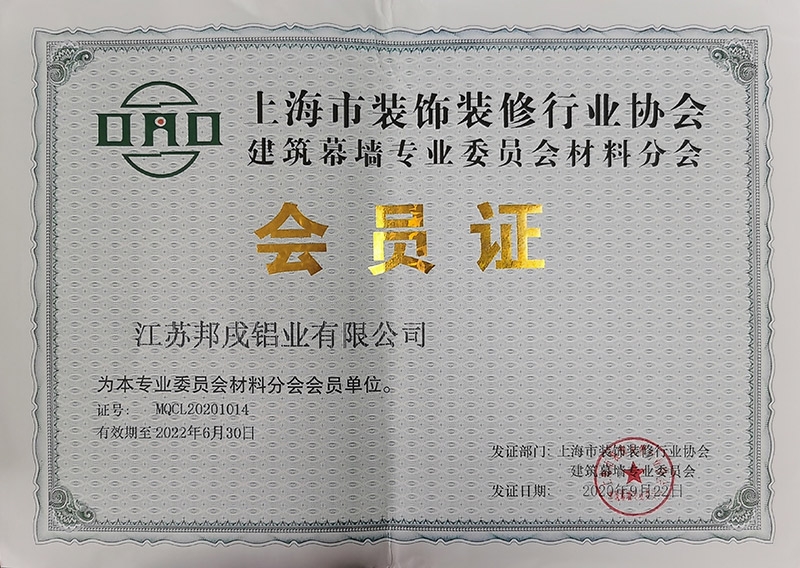 上海市装饰装修行业协会
建筑幕墙专业委员会材料分会
会员证
江苏邦戌铝业有限公司
为本专业委员会材料分会会员单位。
证号: MQCL20201014
有效期至 2022年6月30日
发证部门: 上海市装饰装修行业协会
建筑幕墙专业委员会
发证日期: 2020年9月22日